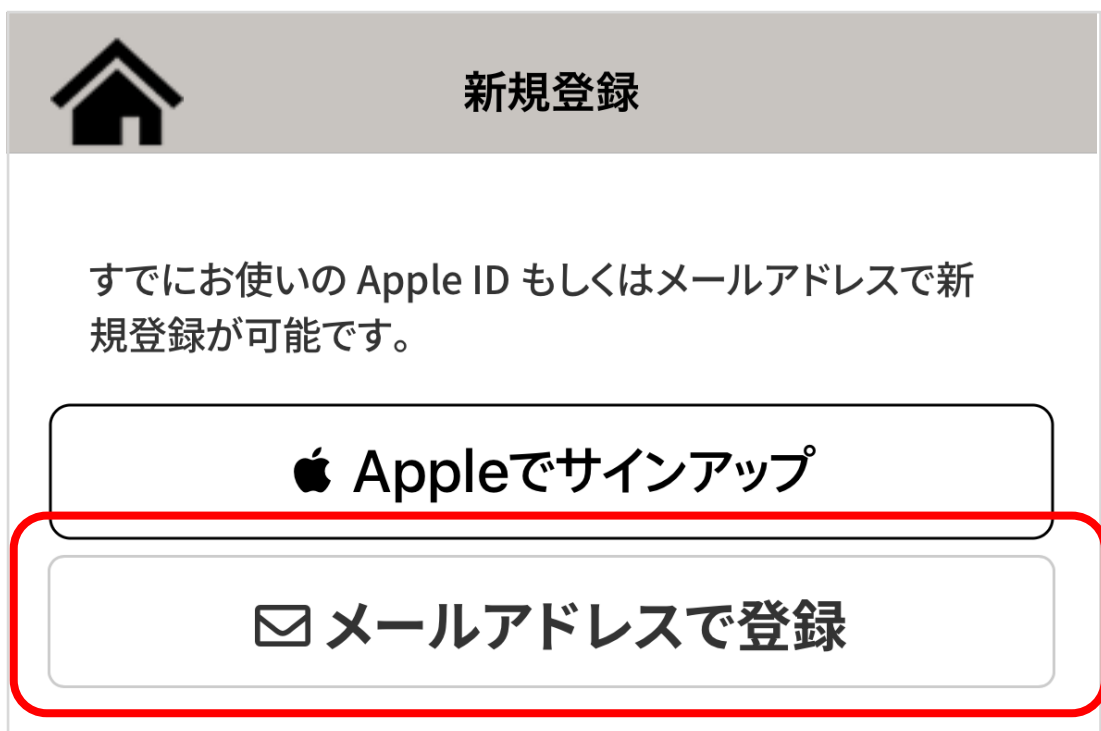 新規登録
すでにお使いの Apple ID もしくはメールアドレスで新
規登録が可能です。
Appleでサインアップ
メールアドレスで登録